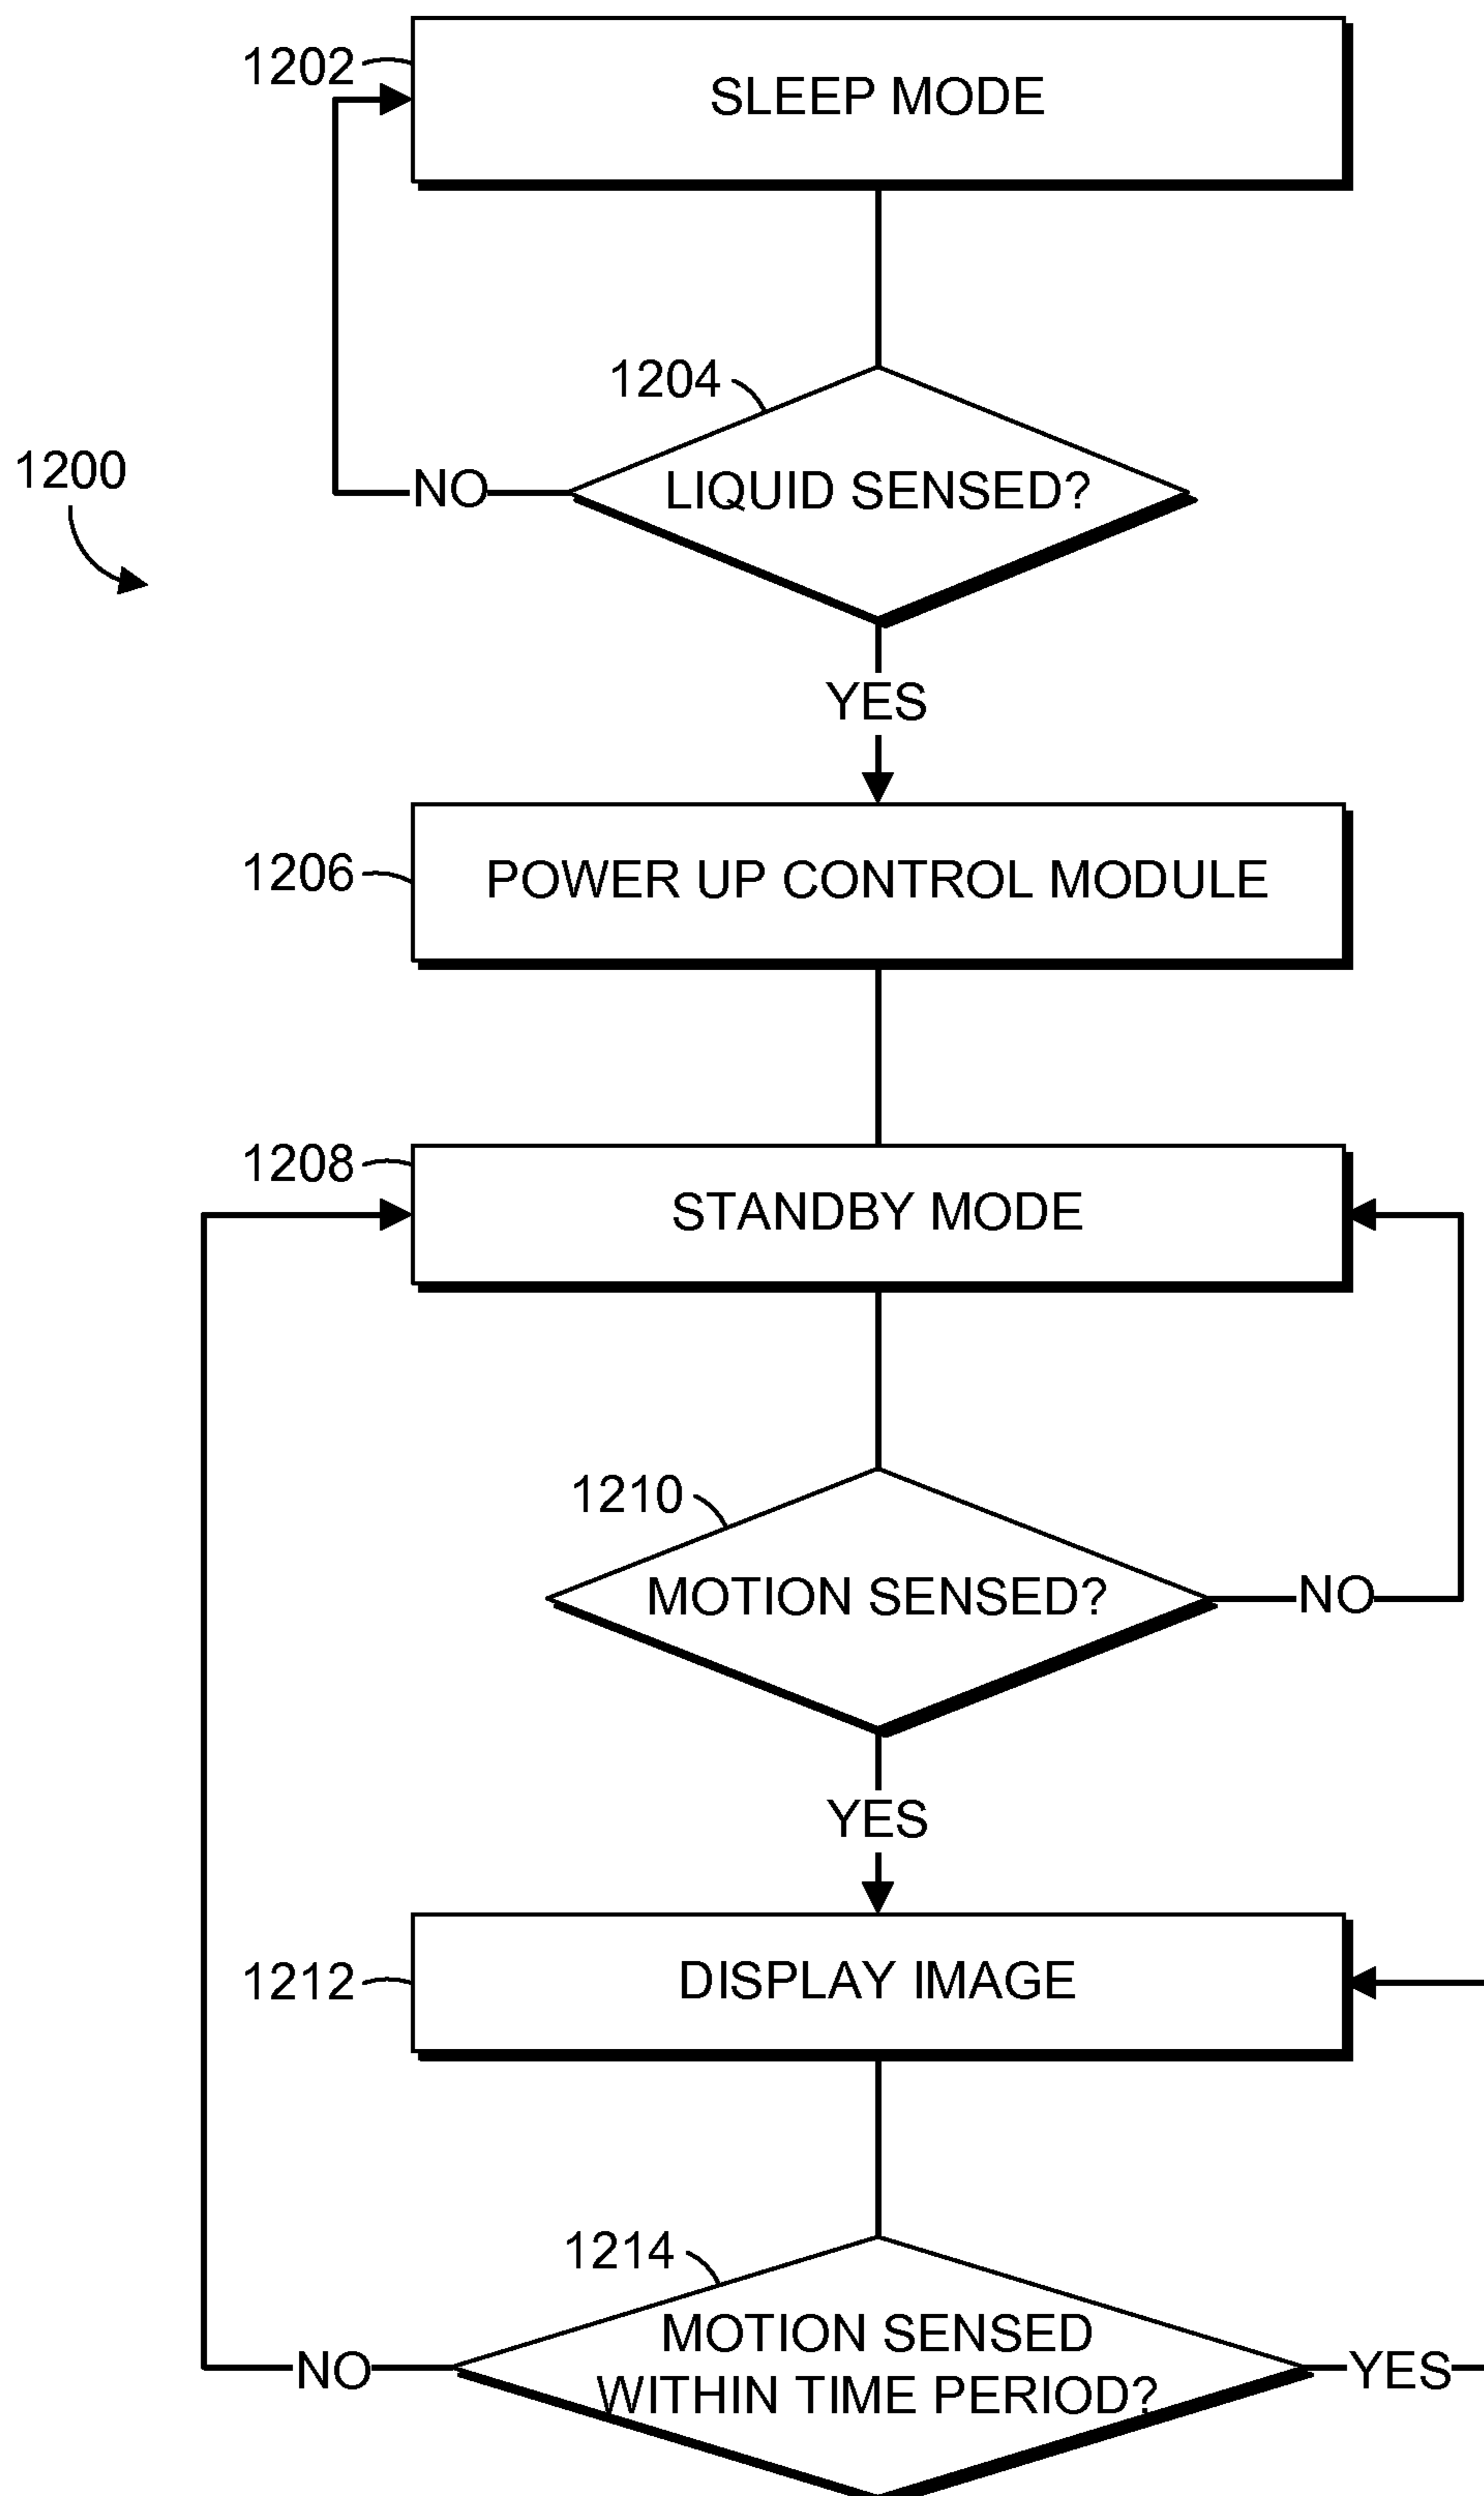 1202
SLEEP MODE
1204
1200
NO
LIQUID SENSED?
YES
1206
POWER UP CONTROL MODULE
1208
STANDBY MODE
1210
MOTION SENSED?
NO
YES
1212
DISPLAY IMAGE
1214
MOTION SENSED
WITHIN TIME PERIOD?
NO
YES